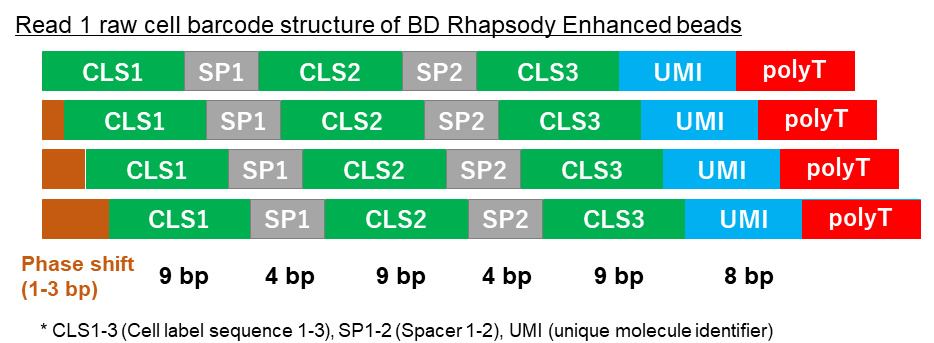 Read 1 raw cell barcode structure of BD Rhapsody Enhanced beads
CLS1 SP1 CLS2 SP2 CLS3 UMI polyT
CLS1 SP1 CLS2 SP2 CLS3 UMI polyT
CLS1 SP1 CLS2 SP2 CLS3 UMI polyT
CLS1 SP1 CLS2 SP2 CLS3 UMI polyT
Phase shift
(1-3 bp)
9 bp 4 bp 9 bp 4 bp 9 bp 8 bp
* CLS1-3 (Cell label sequence 1-3), SP1-2 (Spacer 1-2), UMI (unique molecule identifier)